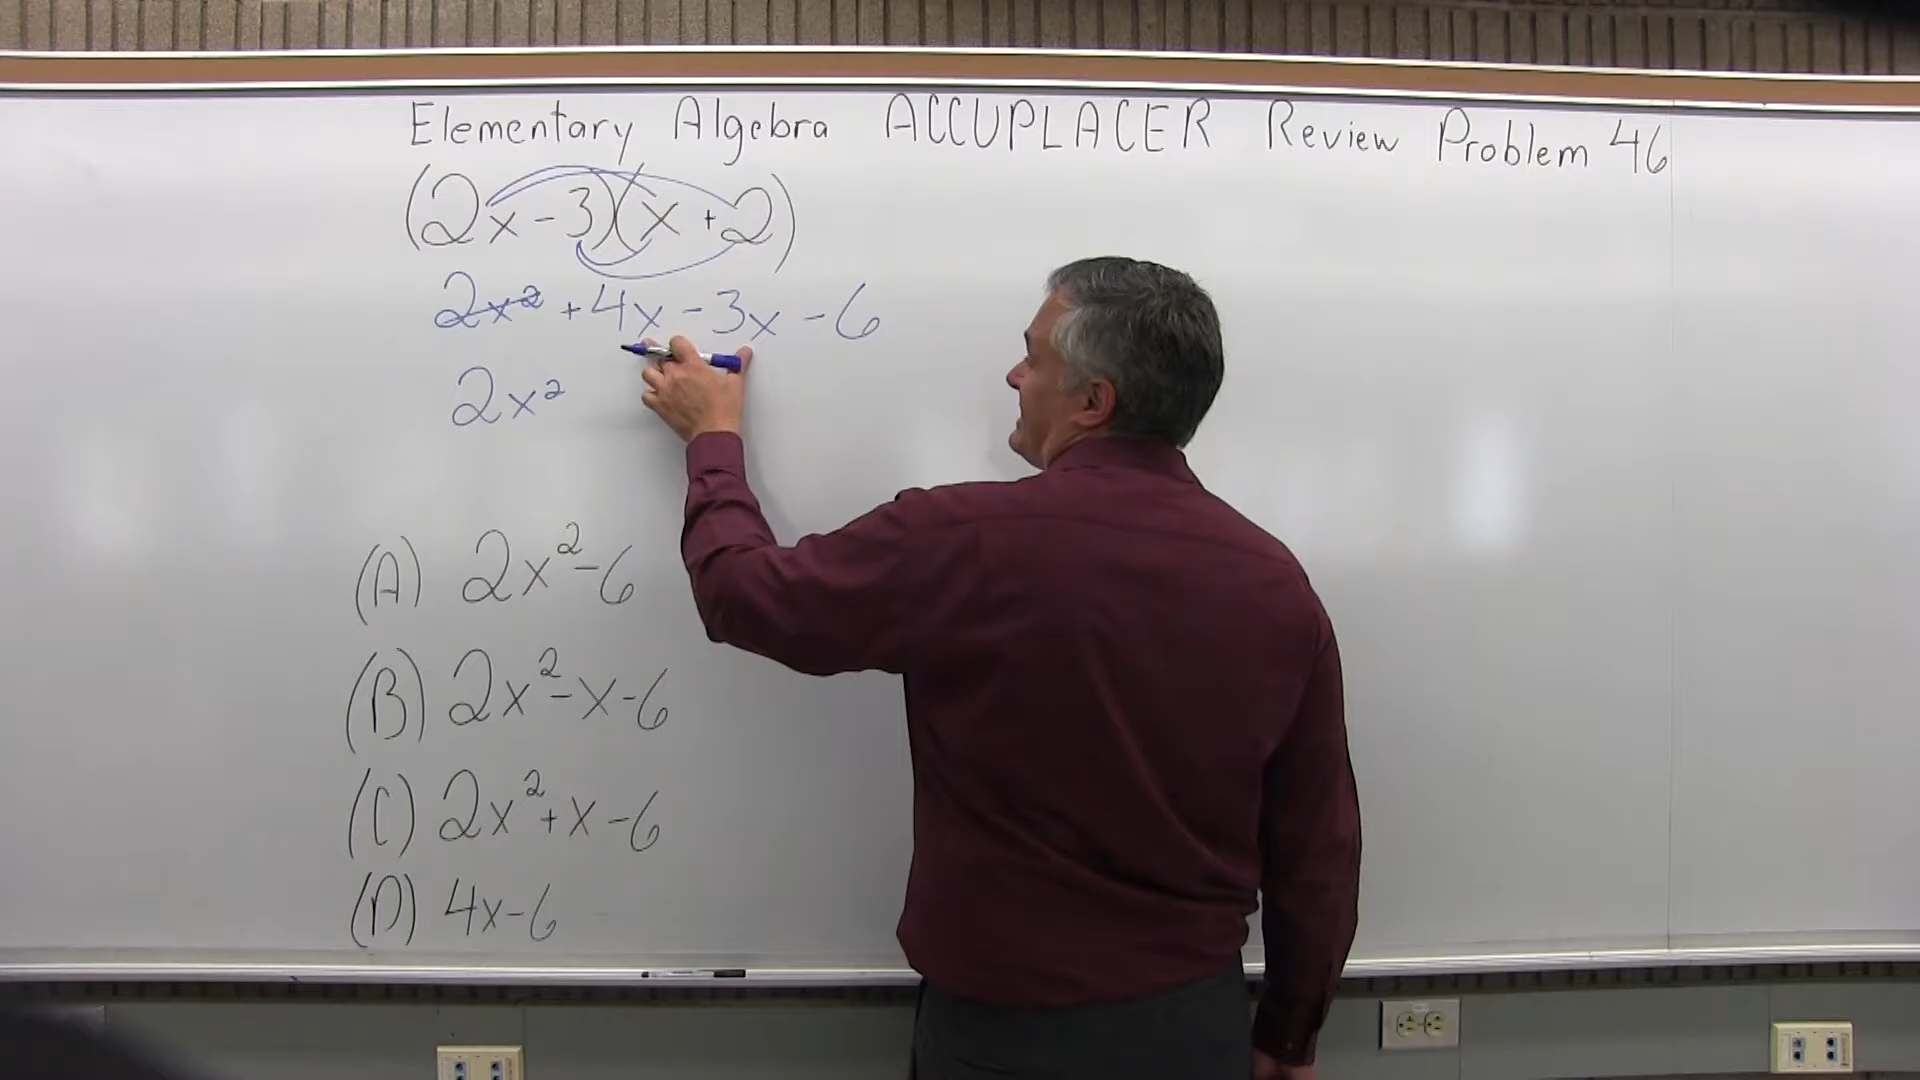 Elementary Algebra ACCUPLACER Review Problem 46
(2x-3)(x+2)
2x² +4x-3x-6
2x²
(A) 2x²-6
(B) 2x²-x-6
(C) 2x²+x-6
(D) 4x-6